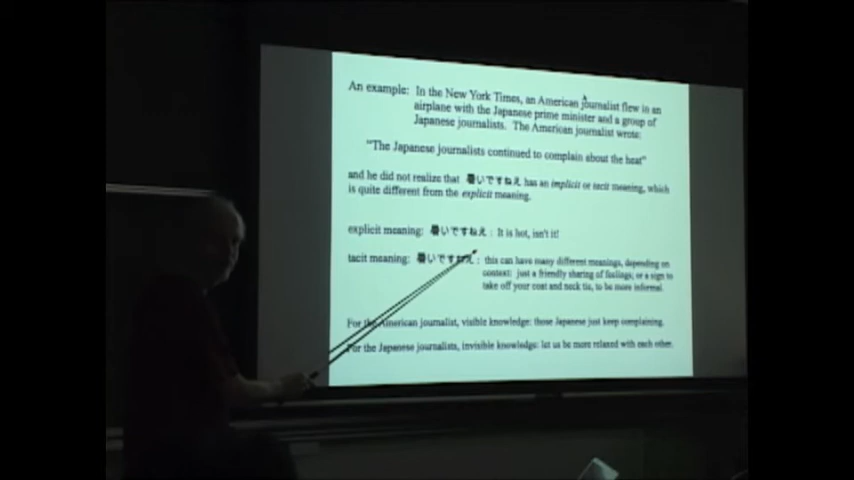 An example: In the New York Times, an American journalist flew in an
airplane with the Japanese prime minister and a group of
Japanese journalists. The American journalist wrote:
"The Japanese journalists continued to complain about the heat"
and he did not realize that 暑いですねえ has an implicit or tacit meaning, which
is quite different from the explicit meaning.
explicit meaning: 暑いですねえ : It is hot, isn't it!
tacit meaning: 暑いですねえ : this can have many different meanings, depending on
context: just a friendly sharing of feelings; or a sign to
take off your coat and neck tie, to be more informal.
For the American journalist, visible knowledge: those Japanese just keep complaining.
For the Japanese journalists, invisible knowledge: let us be more relaxed with each other.